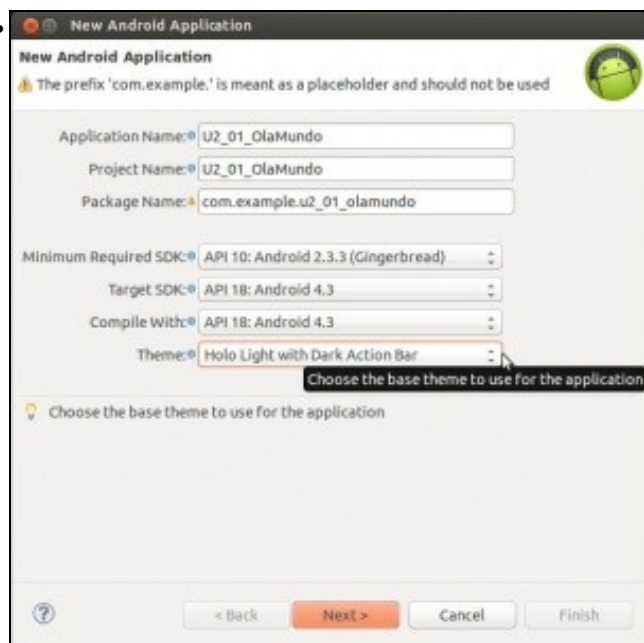 New Android Application
New Android Application
The prefix 'com.example.' is meant as a placeholder and should not be used
Application Name: U2_01_OlaMundo
Project Name: U2_01_OlaMundo
Package Name: com.example.u2_01_olamundo
Minimum Required SDK: API 10: Android 2.3.3 (Gingerbread)
Target SDK: API 18: Android 4.3
Compile With: API 18: Android 4.3
Theme: Holo Light with Dark Action Bar
Choose the base theme to use for the application
Choose the base theme to use for the application
? < Back Next > Cancel Finish